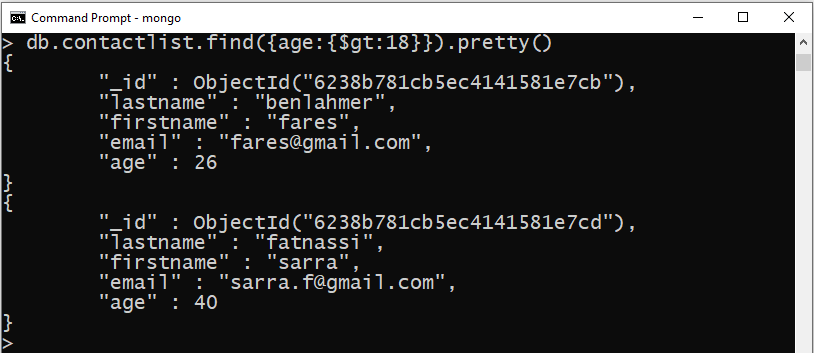 Command Prompt - mongo
> db.contactlist.find({age:{$gt:18}}).pretty()
{
        "_id" : ObjectId("6238b781cb5ec4141581e7cb"),
        "lastname" : "benlahmer",
        "firstname" : "fares",
        "email" : "fares@gmail.com",
        "age" : 26
}
{
        "_id" : ObjectId("6238b781cb5ec4141581e7cd"),
        "lastname" : "fatnassi",
        "firstname" : "sarra",
        "email" : "sarra.f@gmail.com",
        "age" : 40
}
>